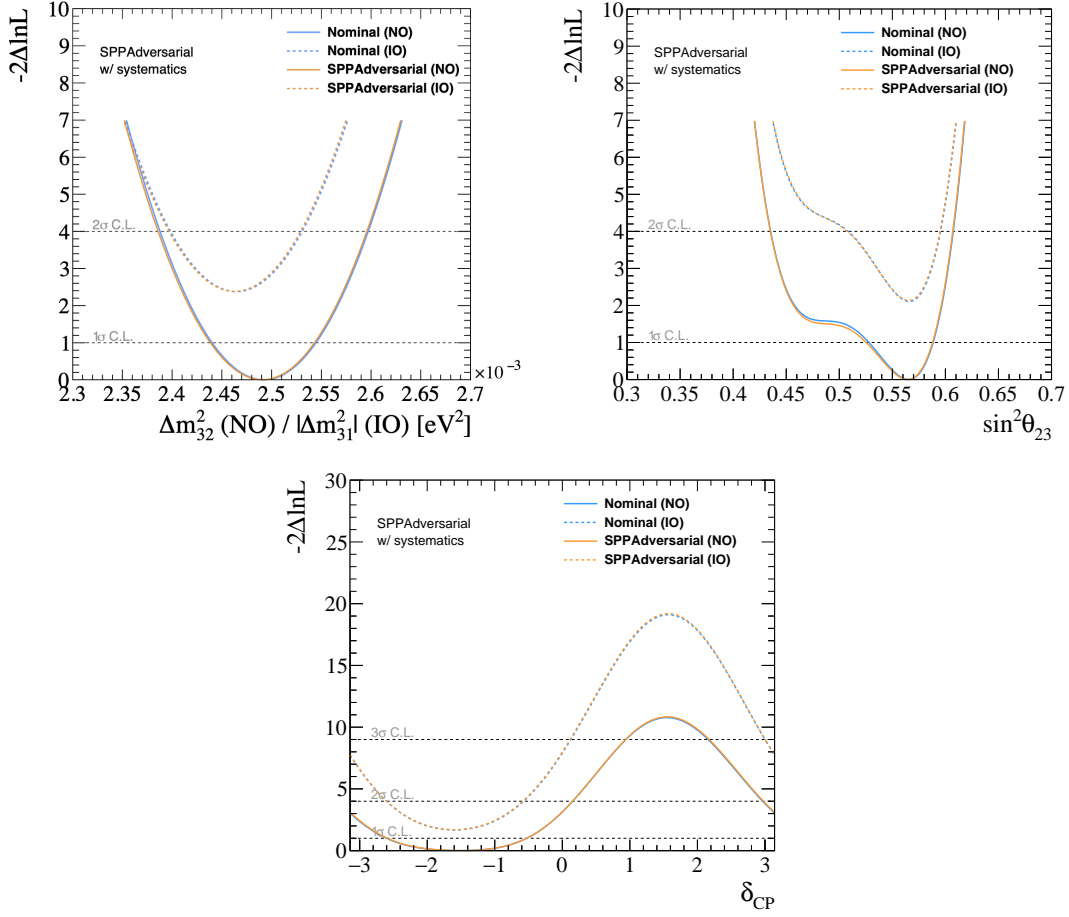 -2ΔlnL
10
9
8
7
6
5
4
3
2
1
0
SPPAdversarial
w/ systematics
Nominal (NO)
Nominal (IO)
SPPAdversarial (NO)
SPPAdversarial (IO)
2σ C.L.
1σ C.L.
2.3 2.35 2.4 2.45 2.5 2.55 2.6 2.65 2.7
×10⁻³
Δm²₃₂ (NO) / |Δm²₃₁| (IO) [eV²]
-2ΔlnL
10
9
8
7
6
5
4
3
2
1
0
SPPAdversarial
w/ systematics
Nominal (NO)
Nominal (IO)
SPPAdversarial (NO)
SPPAdversarial (IO)
2σ C.L.
1σ C.L.
0.3 0.35 0.4 0.45 0.5 0.55 0.6 0.65 0.7
sin²θ₂₃
-2ΔlnL
30
25
20
15
10
5
0
SPPAdversarial
w/ systematics
Nominal (NO)
Nominal (IO)
SPPAdversarial (NO)
SPPAdversarial (IO)
3σ C.L.
2σ C.L.
1σ C.L.
−3 −2 −1 0 1 2 3
δCP